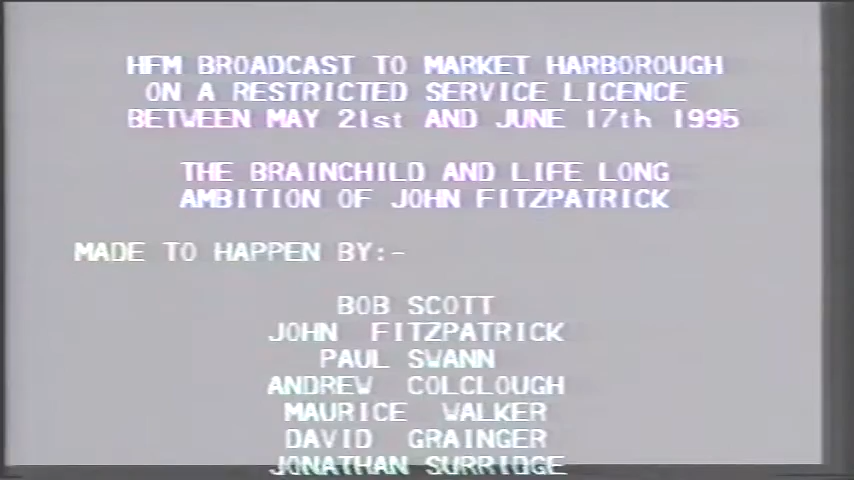 HFM BROADCAST TO MARKET HARBOROUGH
ON A RESTRICTED SERVICE LICENCE
BETWEEN MAY 21st AND JUNE 17th 1995
THE BRAINCHILD AND LIFE LONG
AMBITION OF JOHN FITZPATRICK
MADE TO HAPPEN BY:-
BOB SCOTT
JOHN FITZPATRICK
PAUL SWANN
ANDREW COLCLOUGH
MAURICE WALKER
DAVID GRAINGER
JONATHAN SURRIDGE